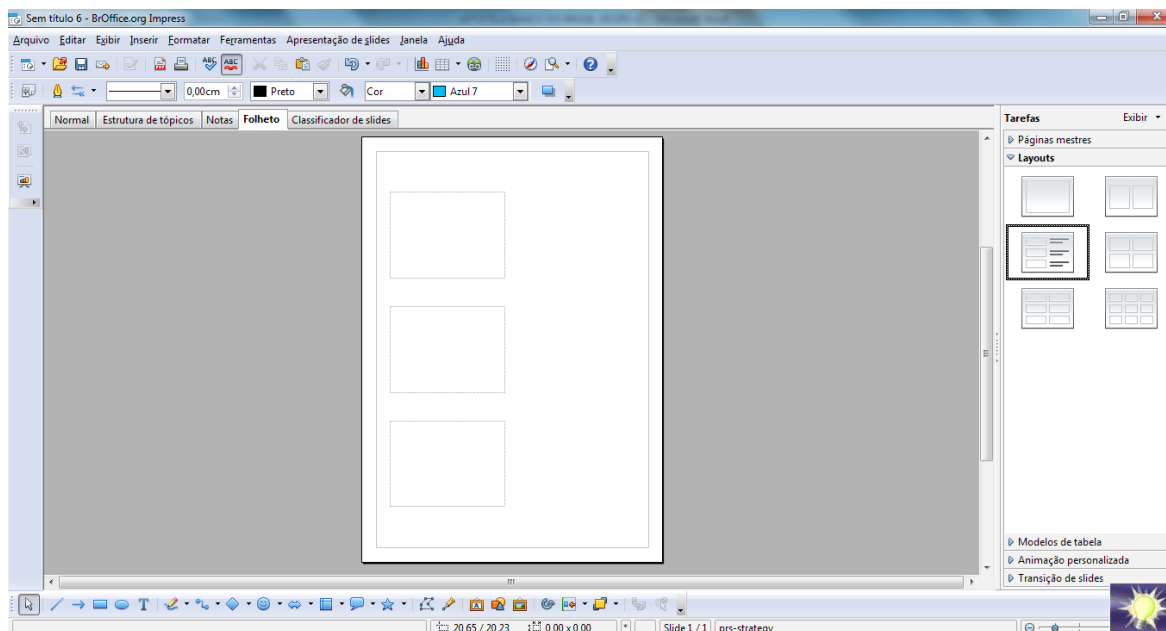 Sem título 6 - BrOffice.org Impress
Arquivo Editar Exibir Inserir Formatar Ferramentas Apresentação de slides Janela Ajuda
0,00cm Preto Cor Azul 7
Normal Estrutura de tópicos Notas Folheto Classificador de slides
Tarefas Exibir
Páginas mestres
Layouts
Modelos de tabela
Animação personalizada
Transição de slides
20,65 / 20,23 0,00 x 0,00 * Slide 1 / 1 prs-strategy